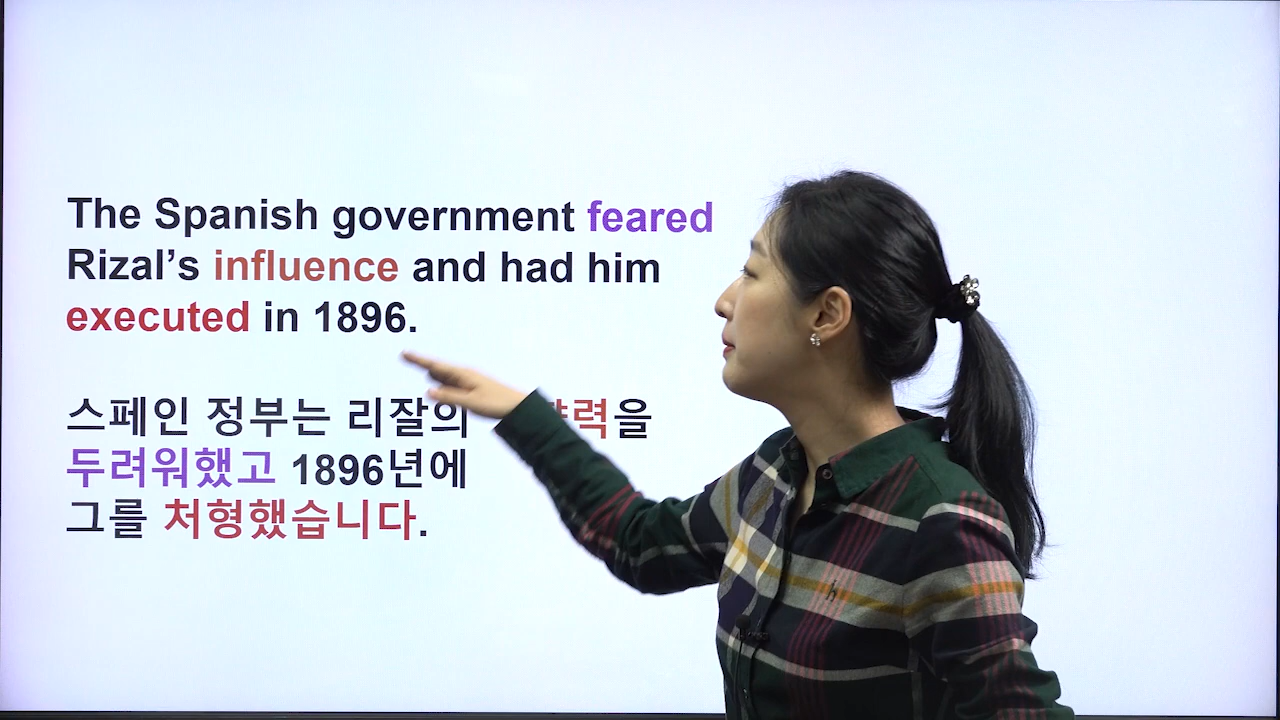 The Spanish government feared
Rizal's influence and had him
executed in 1896.
스페인 정부는 리잘의
두려워했고 1896년에
그를 처형했습니다.